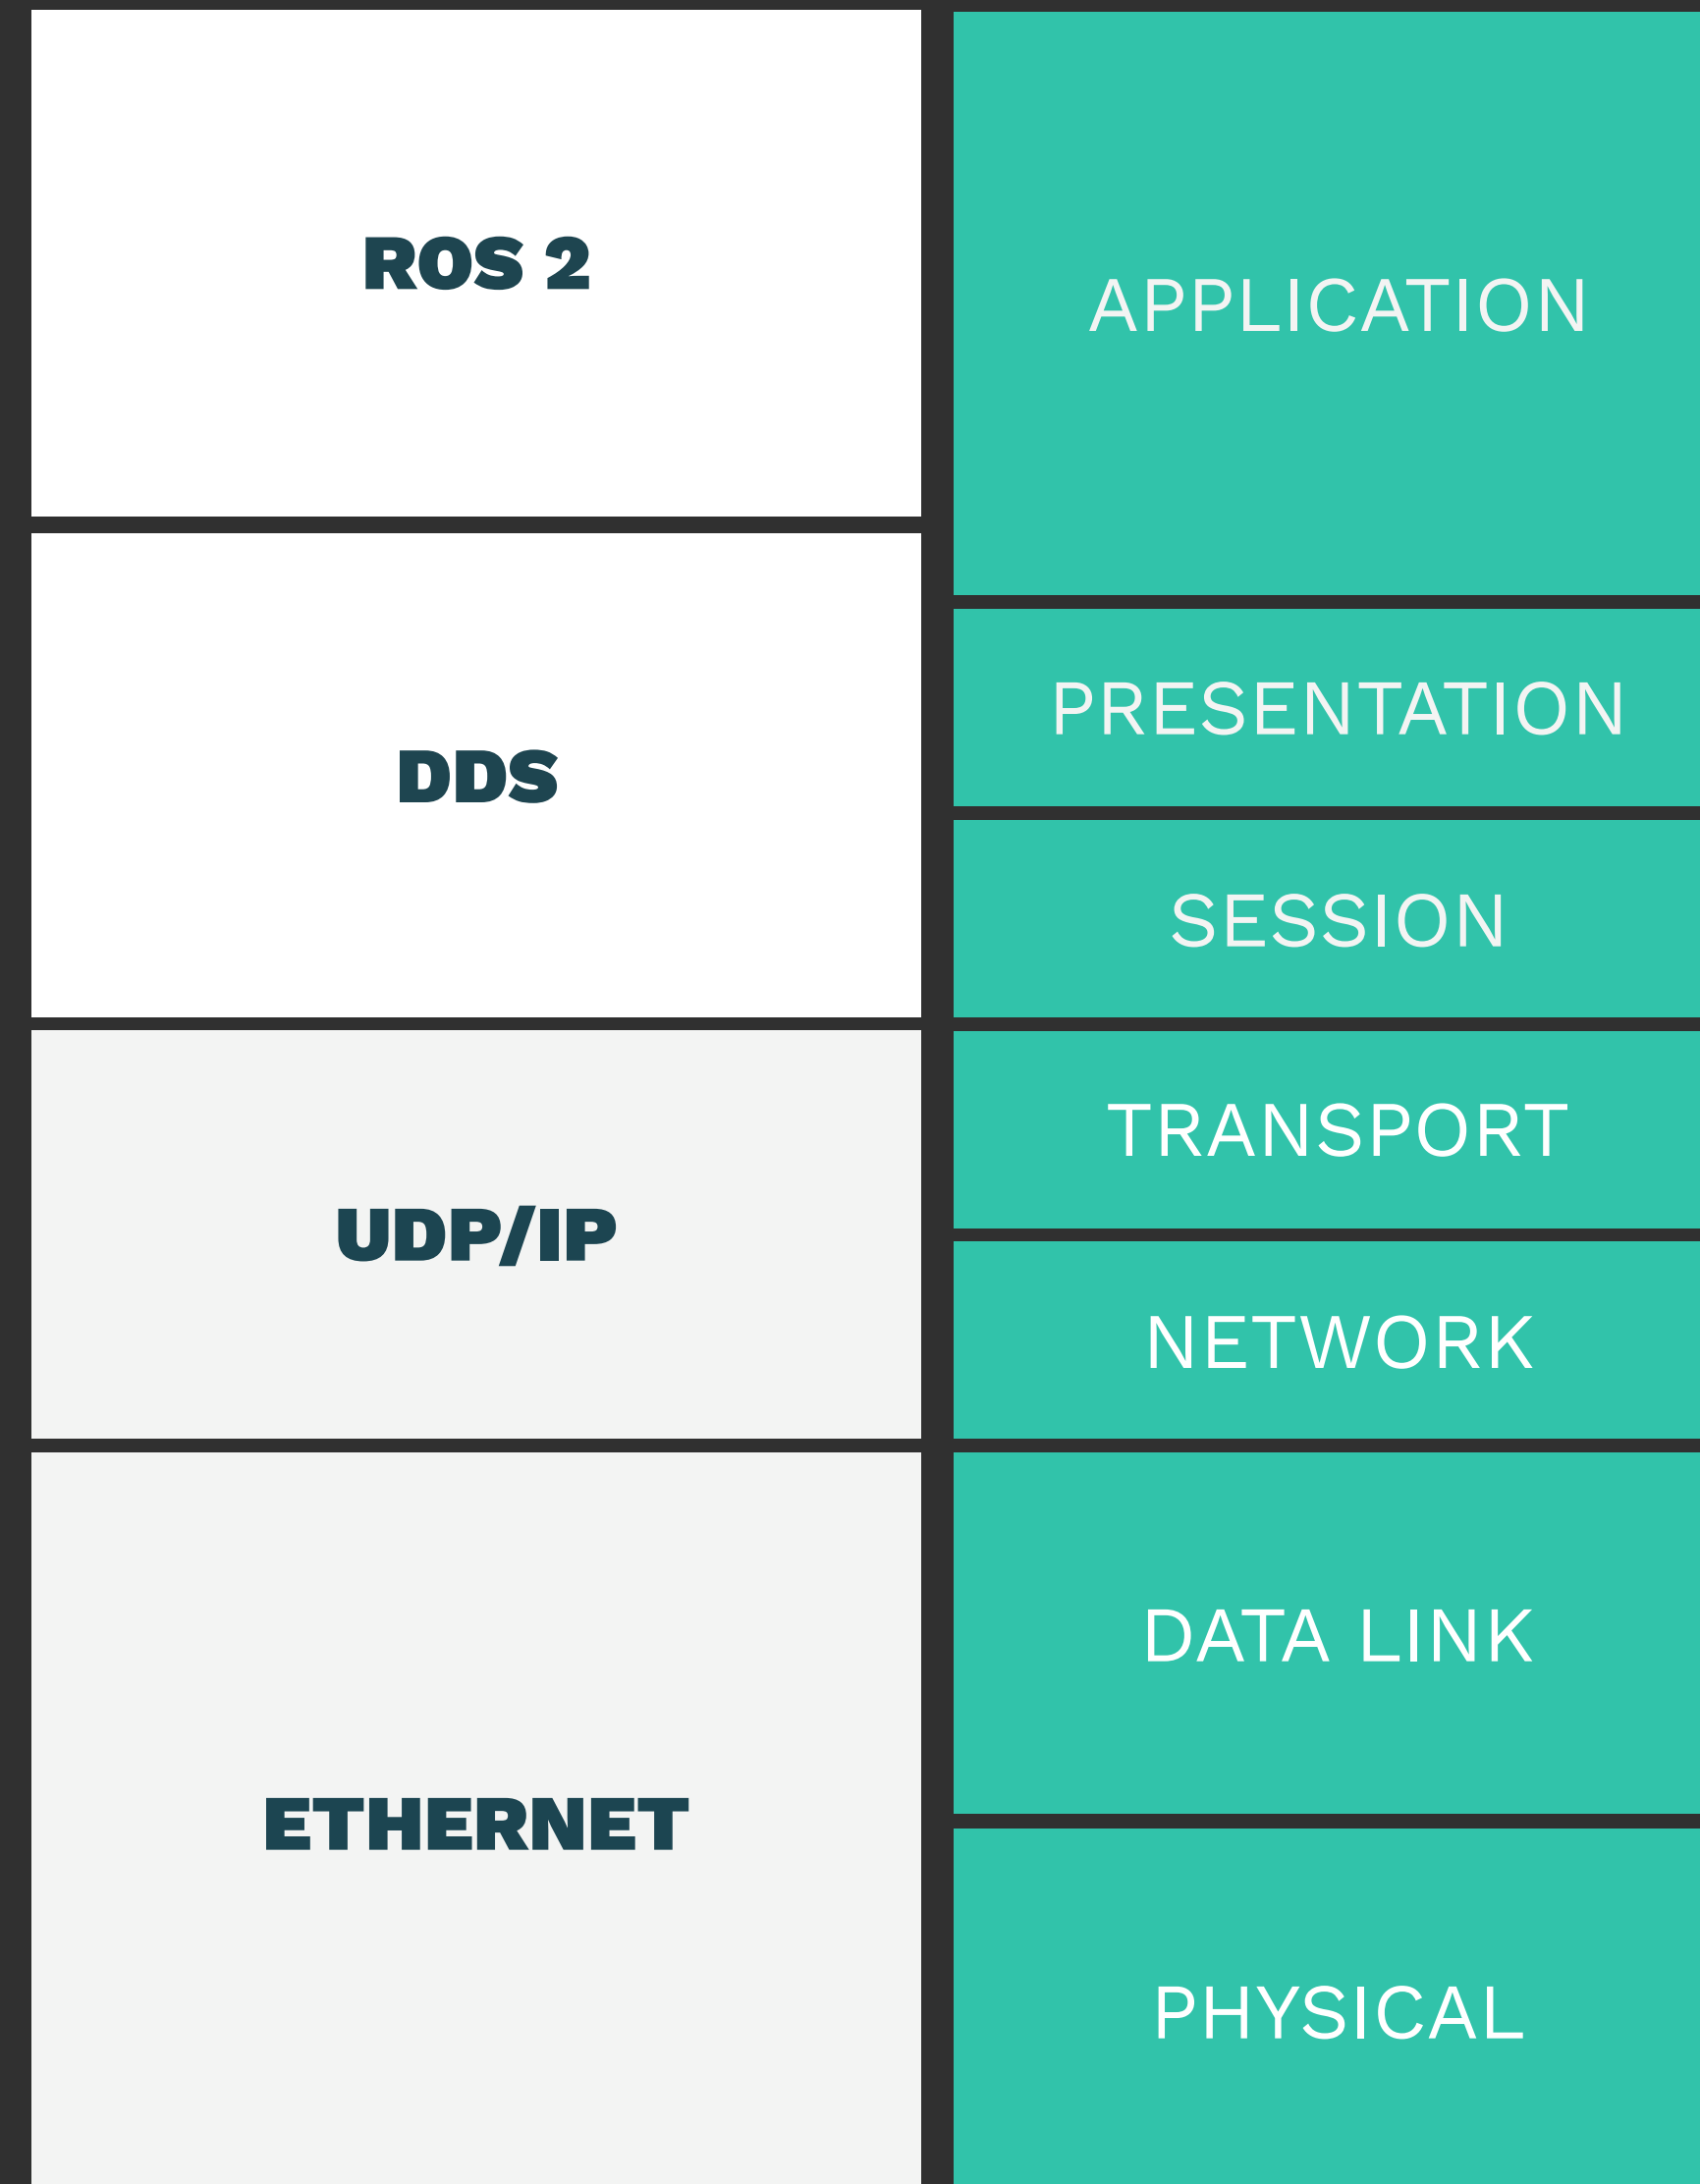 ROS 2
DDS
UDP/IP
ETHERNET
APPLICATION
PRESENTATION
SESSION
TRANSPORT
NETWORK
DATA LINK
PHYSICAL